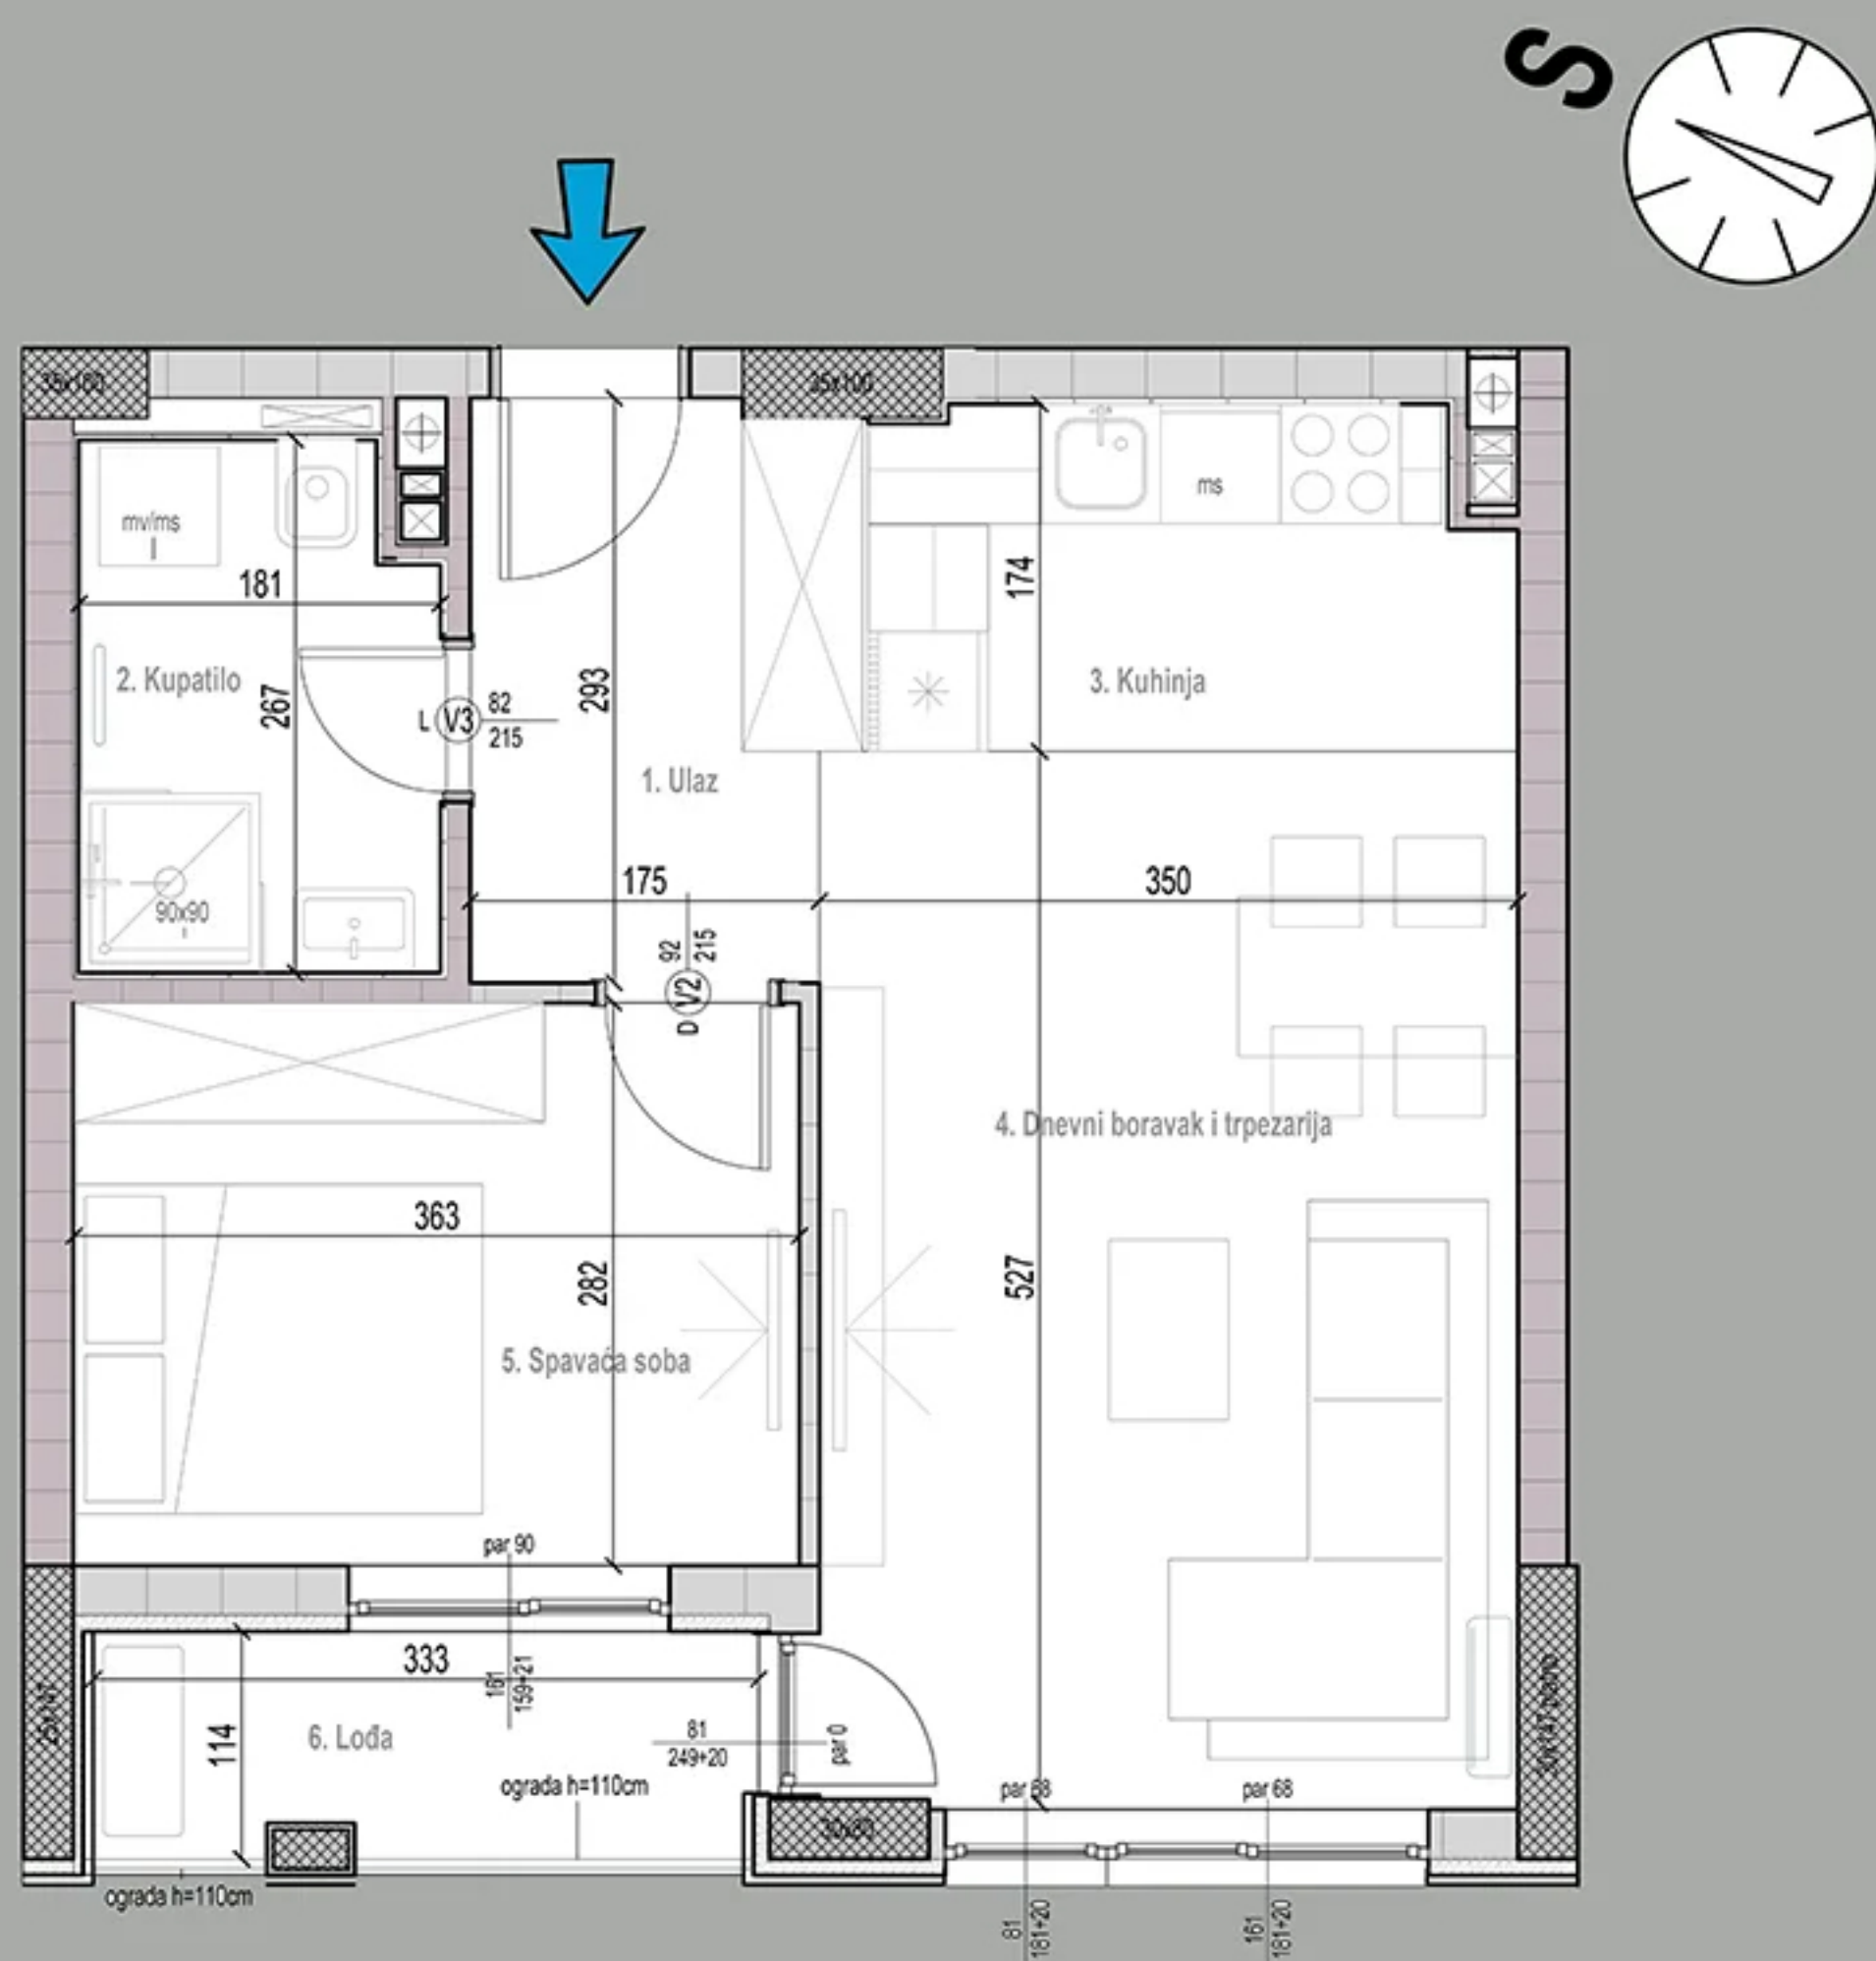 S
35x160
35x100
mv/ms
ms
181
174
2. Kupatilo
267
293
3. Kuhinja
L
V3
82
215
1. Ulaz
175
350
90x90
92
215
V2
D
4. Dnevni boravak i trpezarija
363
282
527
5. Spavaća soba
par 90
333
161
159+21
114
6. Lođa
81
249+20
par 0
ograda h=110cm
par 68
par 68
30x80
ograda h=110cm
81
181+20
161
181+20